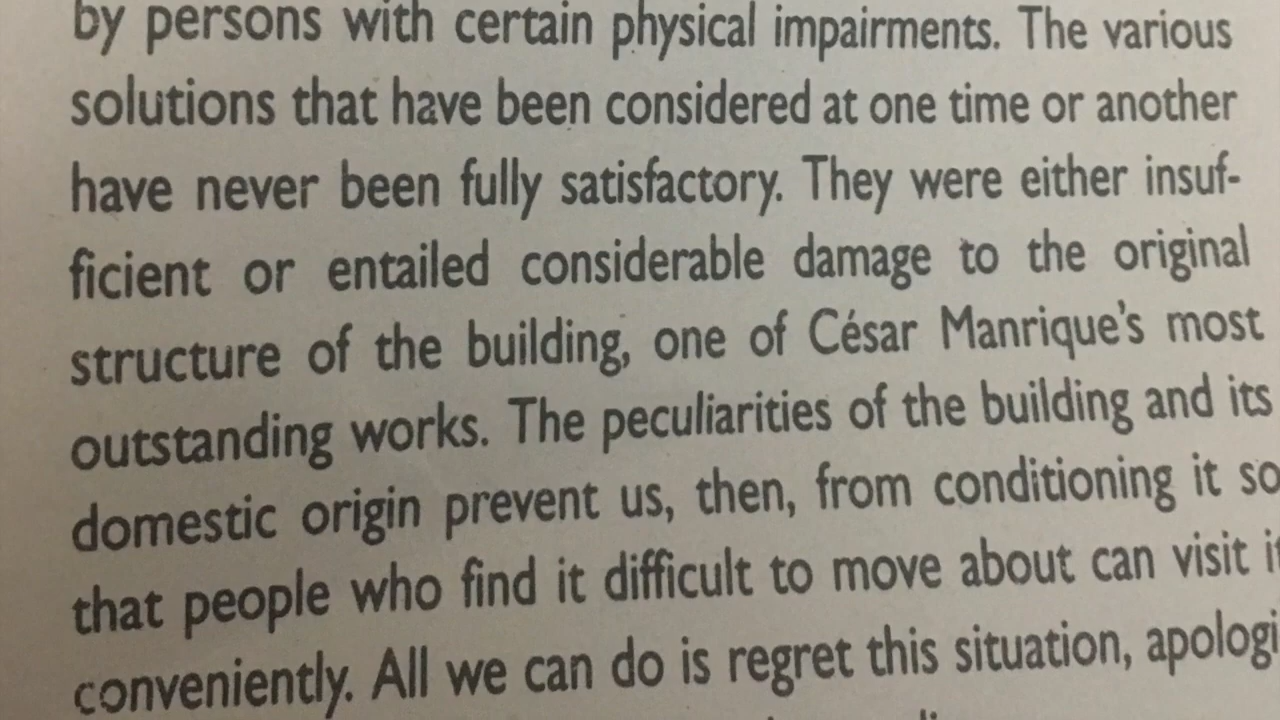 by persons with certain physical impairments. The various
solutions that have been considered at one time or another
have never been fully satisfactory. They were either insuf-
ficient or entailed considerable damage to the original
structure of the building, one of César Manrique's most
outstanding works. The peculiarities of the building and its
domestic origin prevent us, then, from conditioning it so
that people who find it difficult to move about can visit it
conveniently. All we can do is regret this situation, apologi